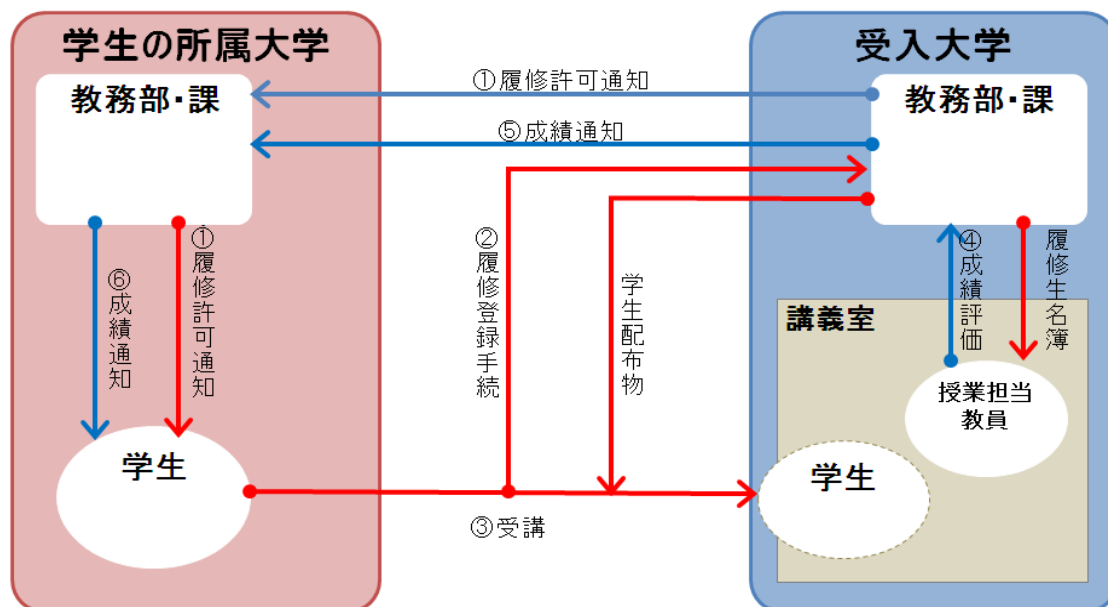 学生の所属大学
教務部・課
⑥成績通知
①履修許可通知
学生
①履修許可通知
⑤成績通知
②履修登録手続
学生配布物
③受講
受入大学
教務部・課
④成績評価
履修生名簿
講義室
授業担当
教員
学生